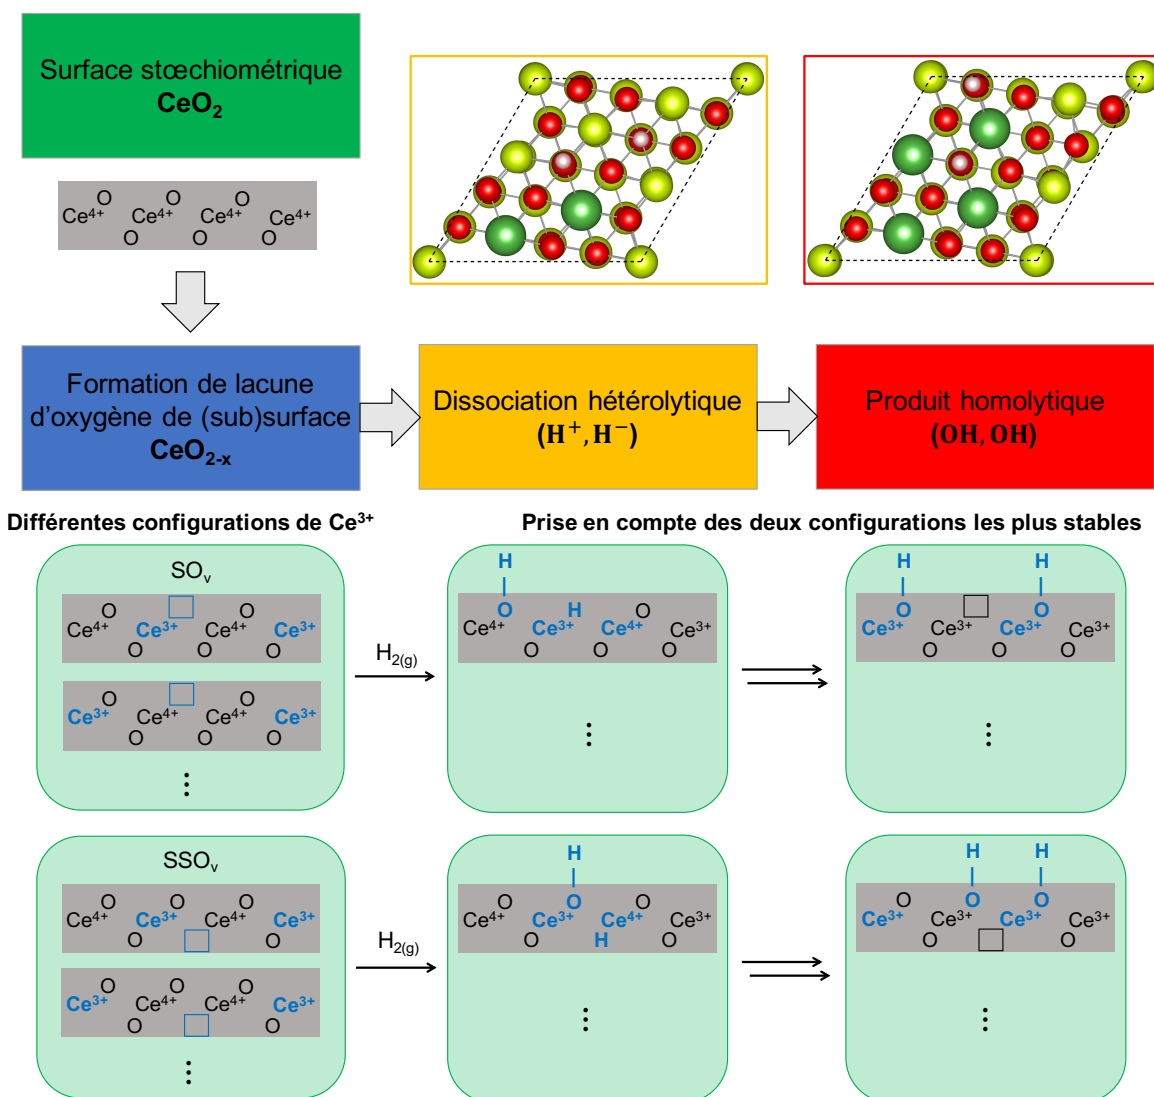 Surface stœchiométrique
CeO2
O O O
Ce4+ Ce4+ Ce4+ Ce4+
O O O
Formation de lacune
d'oxygène de (sub)surface
CeO2-x
Dissociation hétérolytique
(H+, H−)
Produit homolytique
(OH, OH)
Différentes configurations de Ce3+
Prise en compte des deux configurations les plus stables
SOv
O O
Ce4+ Ce3+ Ce4+ Ce3+
O O O
O O
Ce3+ Ce4+ Ce4+ Ce3+
O O O
⋮
H2(g)
H
O H O
Ce4+ Ce3+ Ce4+ Ce3+
O O O
⋮
H H
O O
Ce3+ Ce3+ Ce3+ Ce3+
O O O
⋮
SSOv
O O O
Ce4+ Ce3+ Ce4+ Ce3+
O O
O O O
Ce3+ Ce4+ Ce4+ Ce3+
O O
⋮
H2(g)
H
O O O
Ce4+ Ce3+ Ce4+ Ce3+
O H O
⋮
H H
O O O
Ce3+ Ce3+ Ce3+ Ce3+
O O
⋮